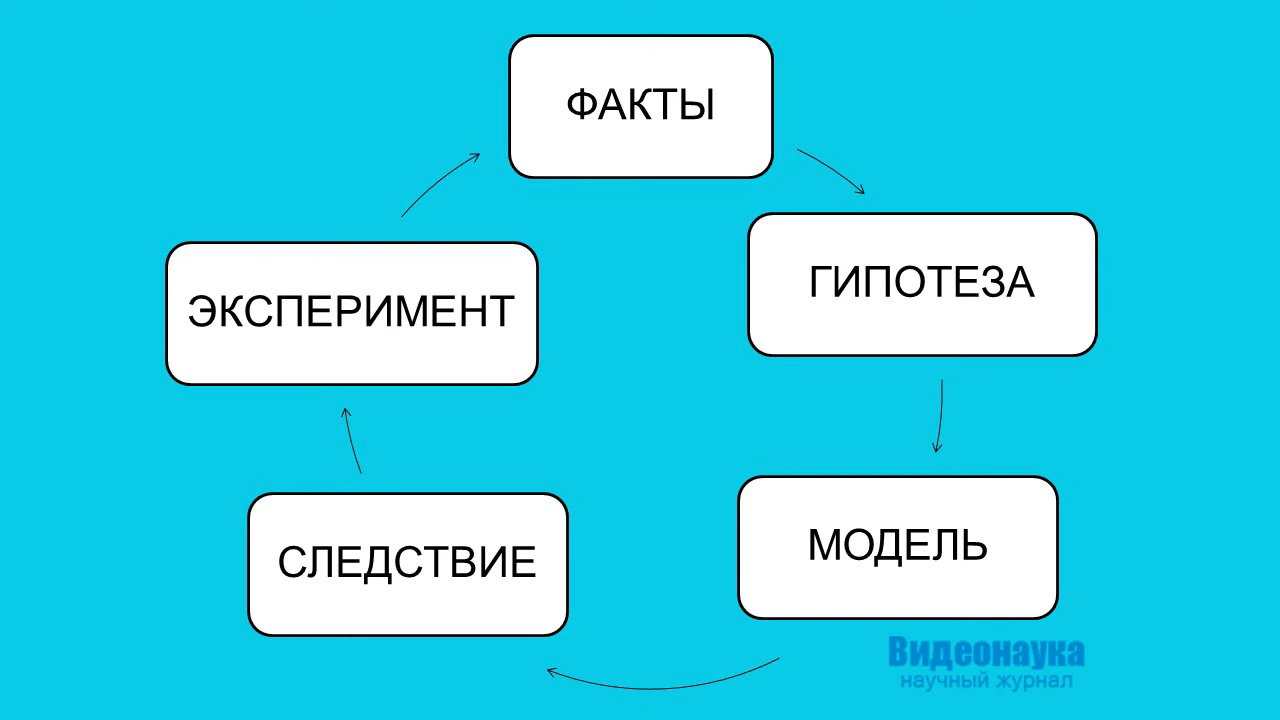 ФАКТЫ
ГИПОТЕЗА
МОДЕЛЬ
СЛЕДСТВИЕ
ЭКСПЕРИМЕНТ
Видеонаука
научный журнал